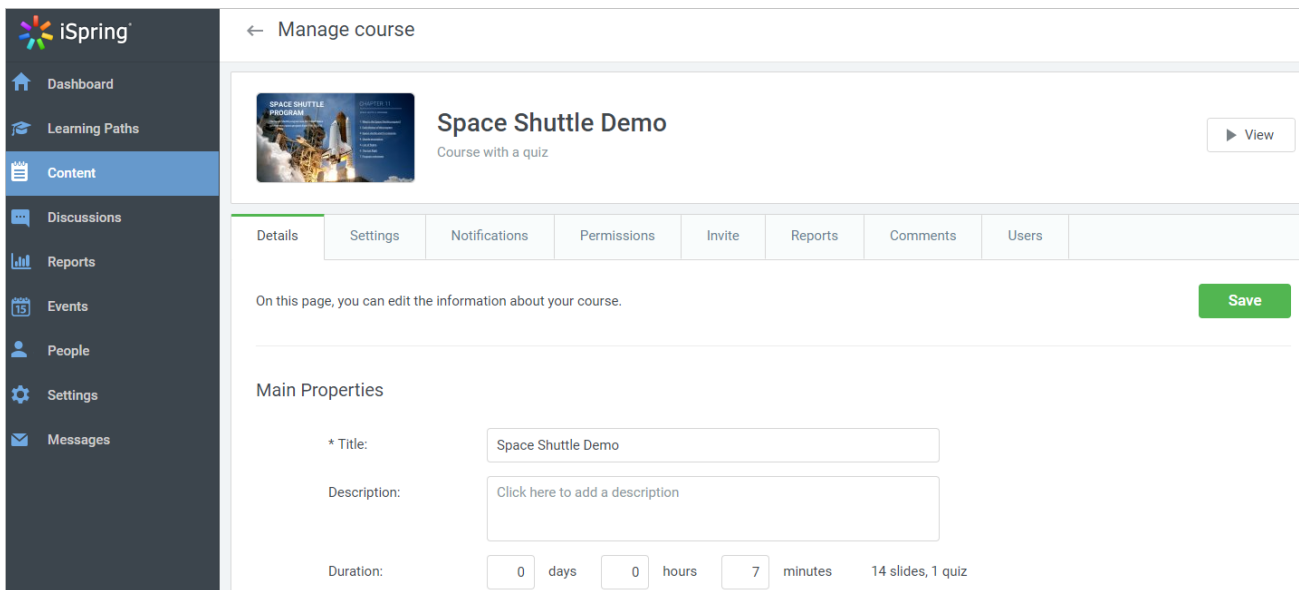 iSpring
← Manage course
Dashboard
Learning Paths
Content
Discussions
Reports
15 Events
People
Settings
Messages
SPACE SHUTTLE
PROGRAM
CHAPTER 11
Space Shuttle Demo
Course with a quiz
View
Details Settings Notifications Permissions Invite Reports Comments Users
On this page, you can edit the information about your course.
Save
Main Properties
* Title: Space Shuttle Demo
Description: Click here to add a description
Duration: 0 days 0 hours 7 minutes 14 slides, 1 quiz